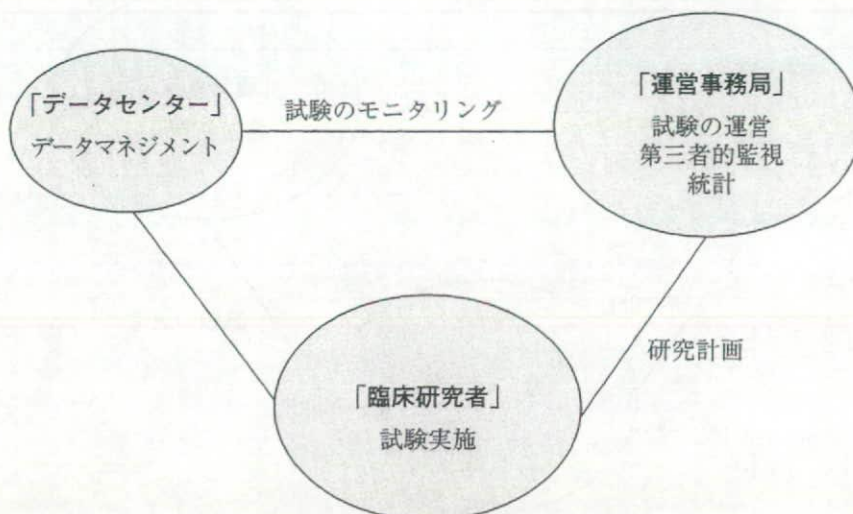 「データセンター」
データマネジメント
試験のモニタリング
「運営事務局」
試験の運営
第三者的監視
統計
研究計画
「臨床研究者」
試験実施